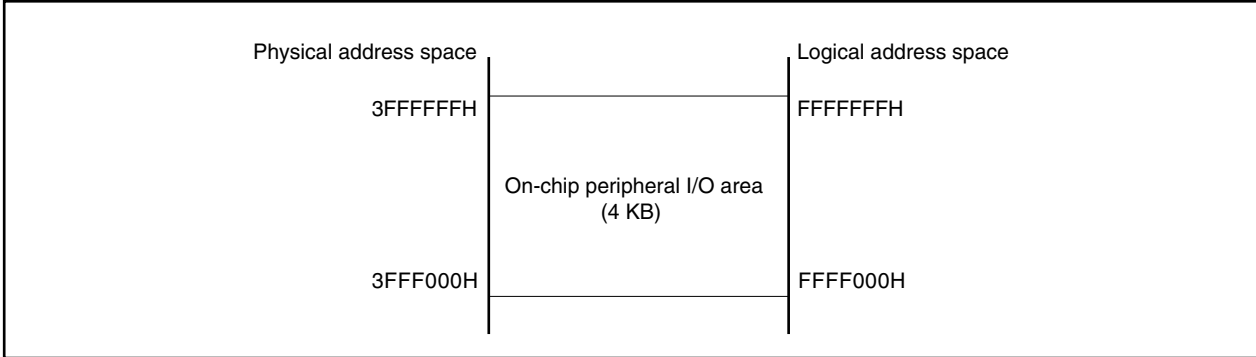 Physical address space
Logical address space
3FFFFFFH
FFFFFFFH
On-chip peripheral I/O area
(4 KB)
3FFF000H
FFFF000H